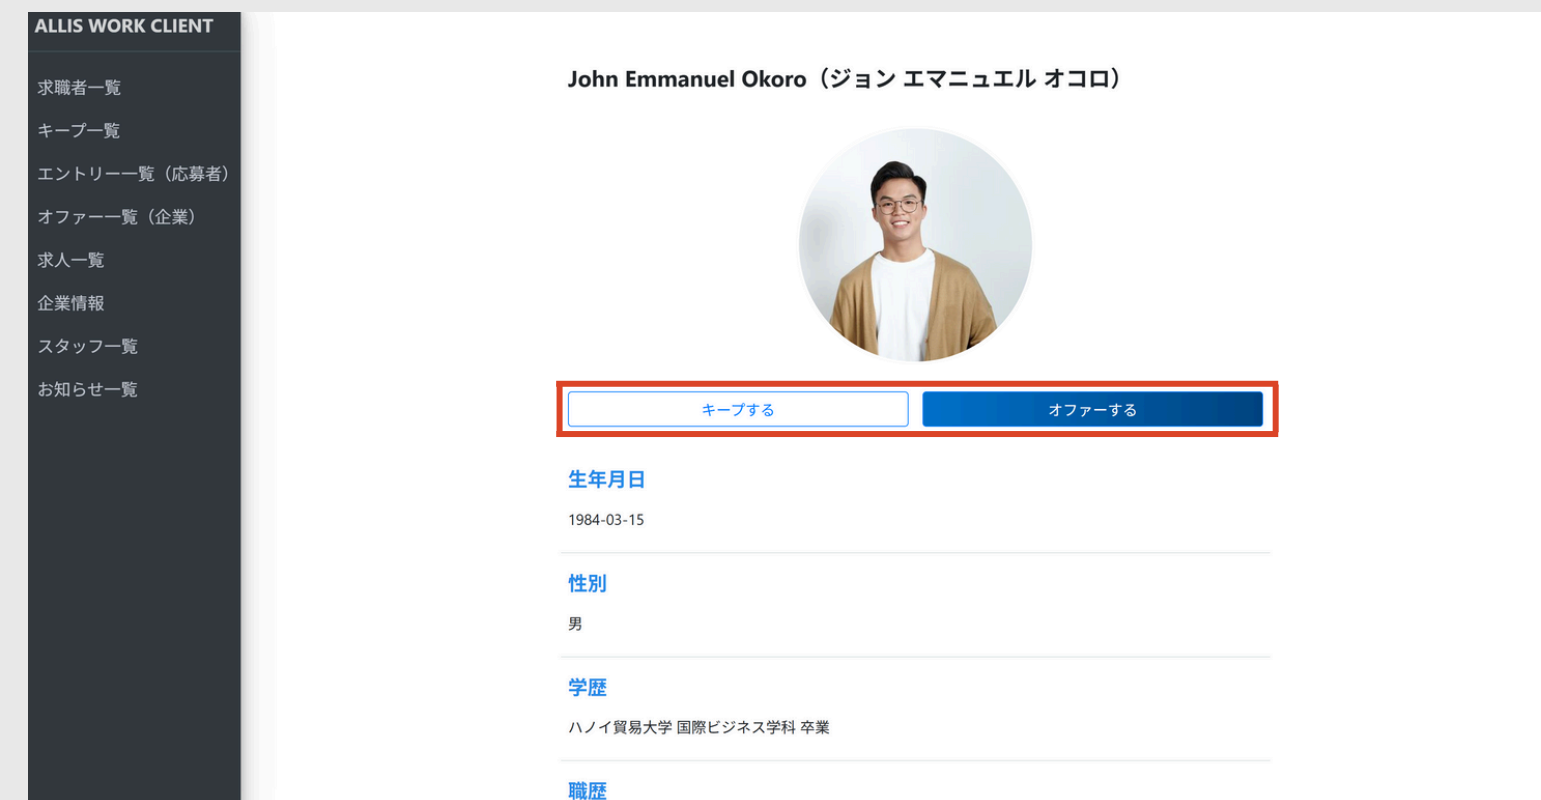 ALLIS WORK CLIENT
求職者一覧
キープ一覧
エントリー一覧（応募者）
オファー一覧（企業）
求人一覧
企業情報
スタッフ一覧
お知らせ一覧
John Emmanuel Okoro（ジョン エマニュエル オコロ）
キープする
オファーする
生年月日
1984-03-15
性別
男
学歴
ハノイ貿易大学 国際ビジネス学科 卒業
職歴